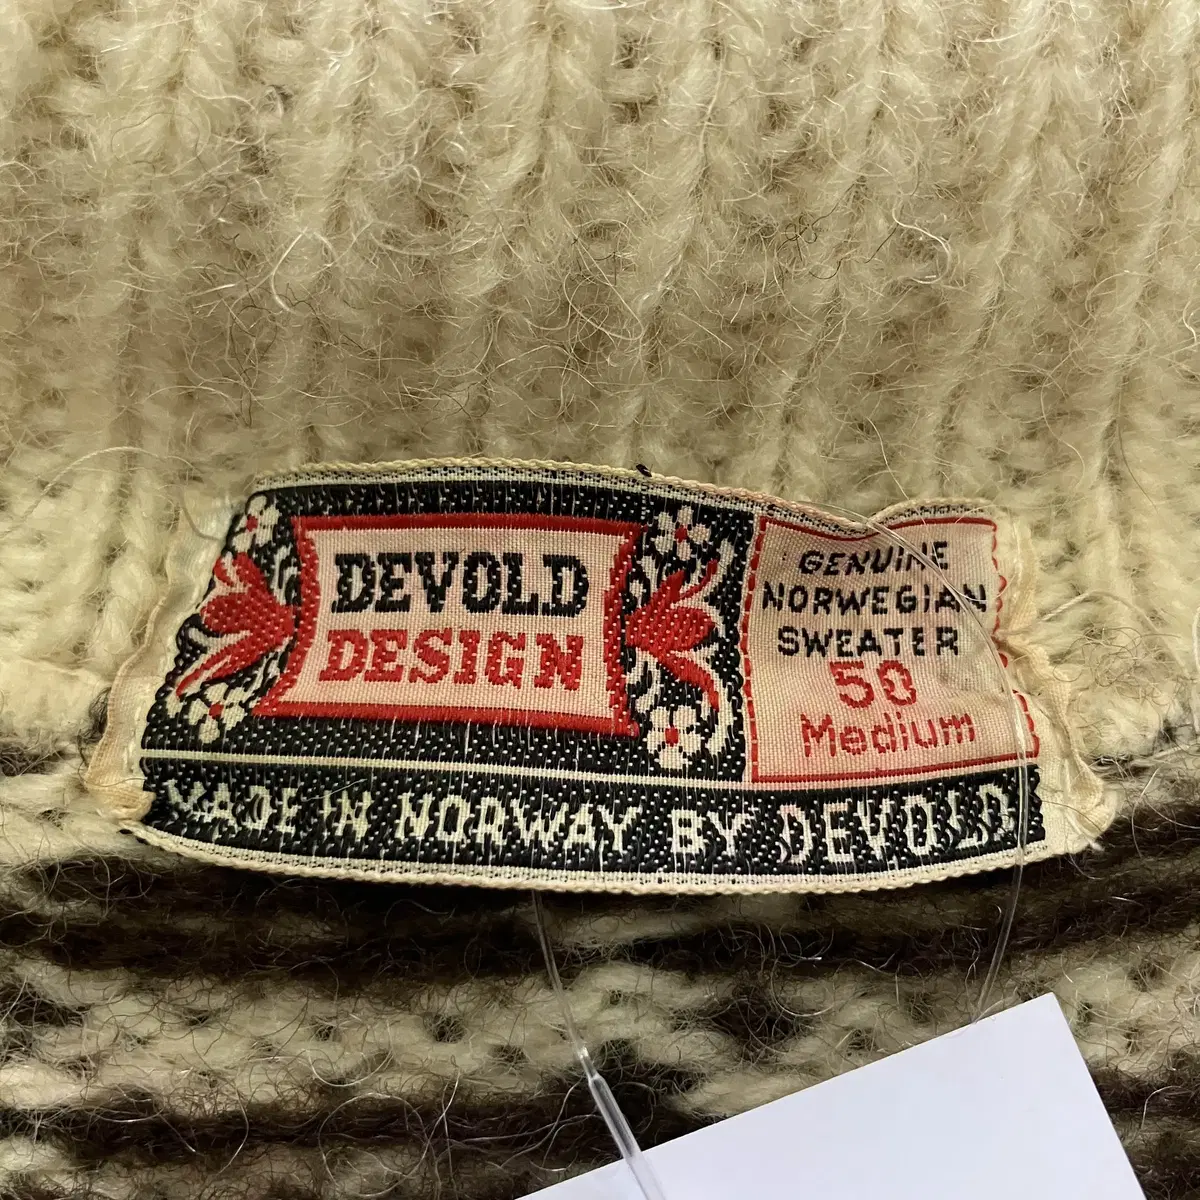 DEVOLD
DESIGN
GENUINE
NORWEGIAN
SWEATER
50
Medium
MADE IN NORWAY BY DEVOLD